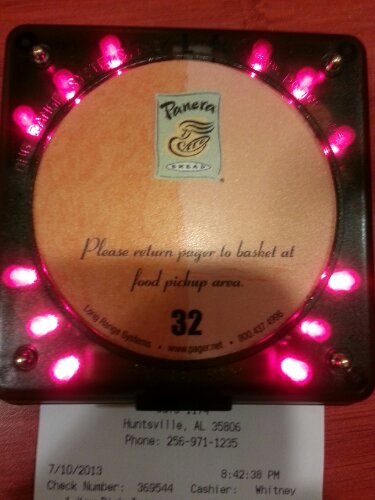 Panera
BREAD
®
Please return pager to basket at
food pickup area.
32
Long Range Systems • www.pager.net • 800.437.4996
Huntsville, AL 35806
Phone: 256-971-1235
7/10/2013 8:42:38 PM
Check Number: 369544 Cashier: Whitney